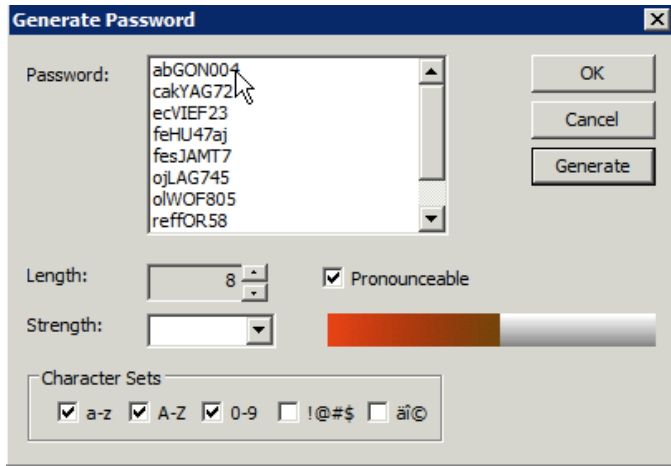 Generate Password
Password:
abGON004
cakYAG72
ecVIEF23
feHU47aj
fesJAMT7
ojLAG745
olWOF805
reffOR58
OK
Cancel
Generate
Length: 8 Pronounceable
Strength:
Character Sets
a-z A-Z 0-9 !@#$ äî©